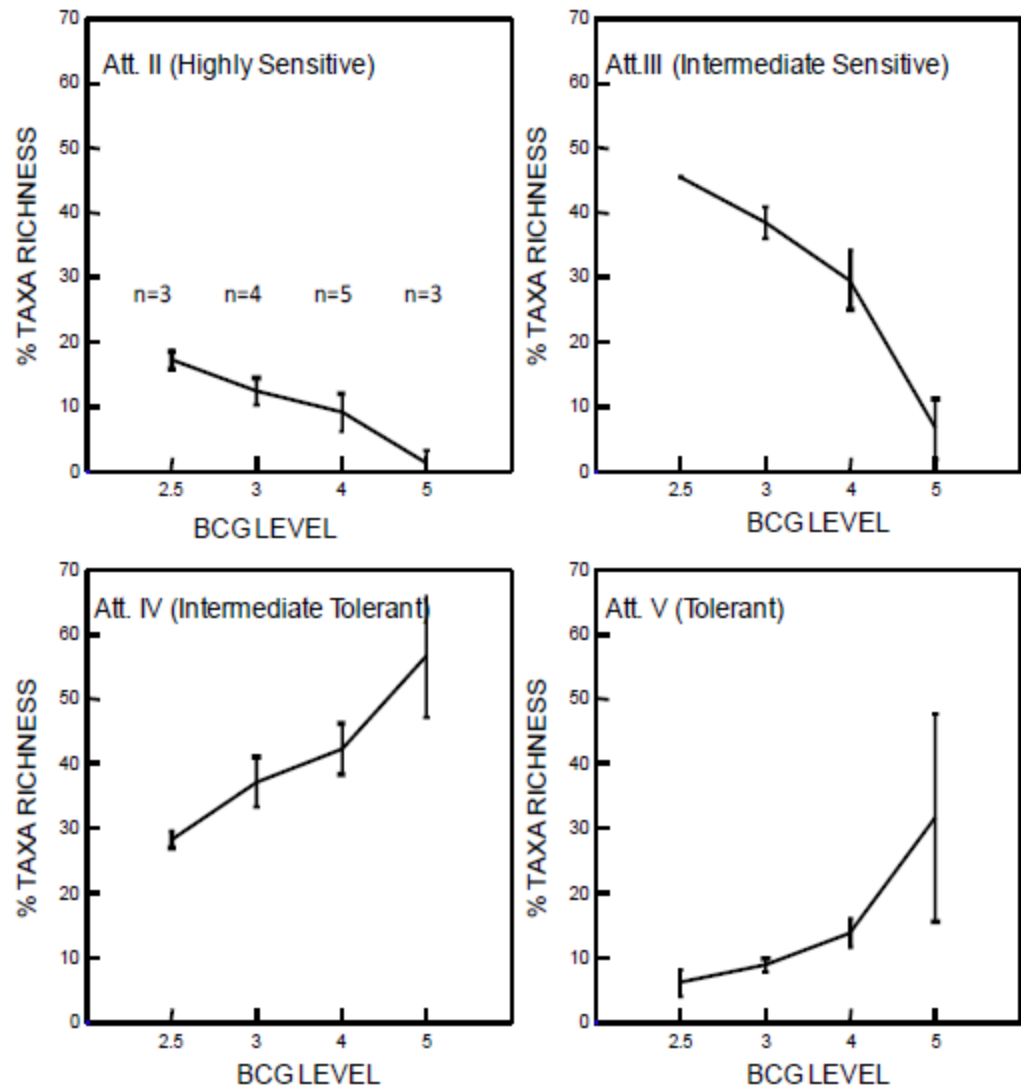 70
60
50
40
30
20
10
0
% TAXA RICHNESS
Att. II (Highly Sensitive)
n=3 n=4 n=5 n=3
2.5 3 4 5
BCG LEVEL
70
60
50
40
30
20
10
0
% TAXA RICHNESS
Att.III (Intermediate Sensitive)
2.5 3 4 5
BCG LEVEL
70
60
50
40
30
20
10
0
% TAXA RICHNESS
Att. IV (Intermediate Tolerant)
2.5 3 4 5
BCG LEVEL
70
60
50
40
30
20
10
0
% TAXA RICHNESS
Att. V (Tolerant)
2.5 3 4 5
BCG LEVEL